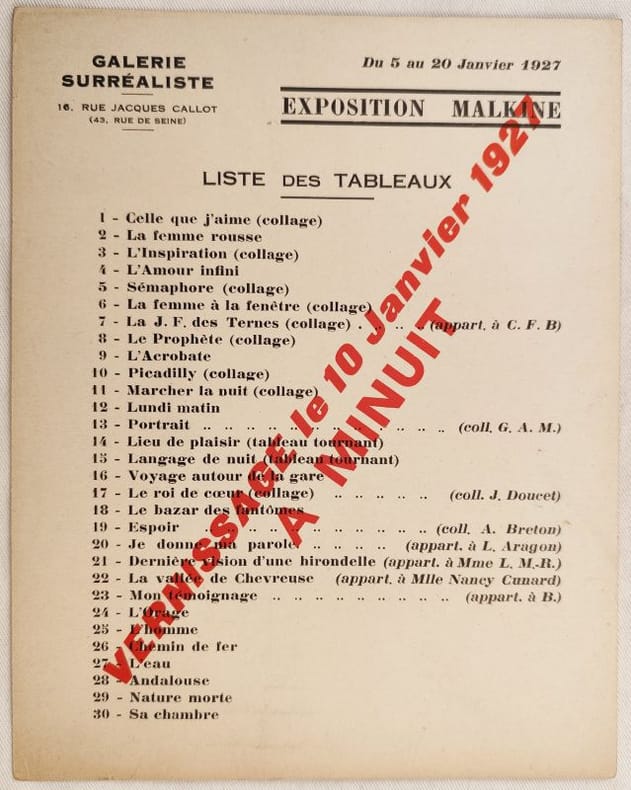 GALERIE
SURRÉALISTE
16, RUE JACQUES CALLOT
(43, RUE DE SEINE)
Du 5 au 20 Janvier 1927
EXPOSITION MALKINE
LISTE DES TABLEAUX
1 - Celle que j'aime (collage)
2 - La femme rousse
3 - L'Inspiration (collage)
4 - L'Amour infini
5 - Sémaphore (collage)
6 - La femme à la fenêtre (collage)
7 - La J. F. des Ternes (collage) . .. .. .. (appart. à C. F. B)
8 - Le Prophète (collage)
9 - L'Acrobate
10 - Picadilly (collage)
11 - Marcher la nuit (collage)
12 - Lundi matin
13 - Portrait .. .. .. .. .. .. .. .. .. .. .. .. (coll. G. A. M.)
14 - Lieu de plaisir (tableau tournant)
15 - Langage de nuit (tableau tournant)
16 - Voyage autour de la gare
17 - Le roi de cœur (collage) .. .. .. .. .. (coll. J. Doucet)
18 - Le bazar des fantômes
19 - Espoir .. .. .. .. .. .. .. .. .. .. (coll. A. Breton)
20 - Je donne ma parole .. .. .. .. (appart. à L. Aragon)
21 - Dernière vision d'une hirondelle (appart. à Mme L. M.-R.)
22 - La vallée de Chevreuse (appart. à Mlle Nancy Cunard)
23 - Mon témoignage .. .. .. .. .. .. .. .. .. (appart. à B.)
24 - L'Orage
25 - L'homme
26 - Chemin de fer
27 - L'eau
28 - Andalouse
29 - Nature morte
30 - Sa chambre
VERNISSAGE le 10 Janvier 1927
A MINUIT